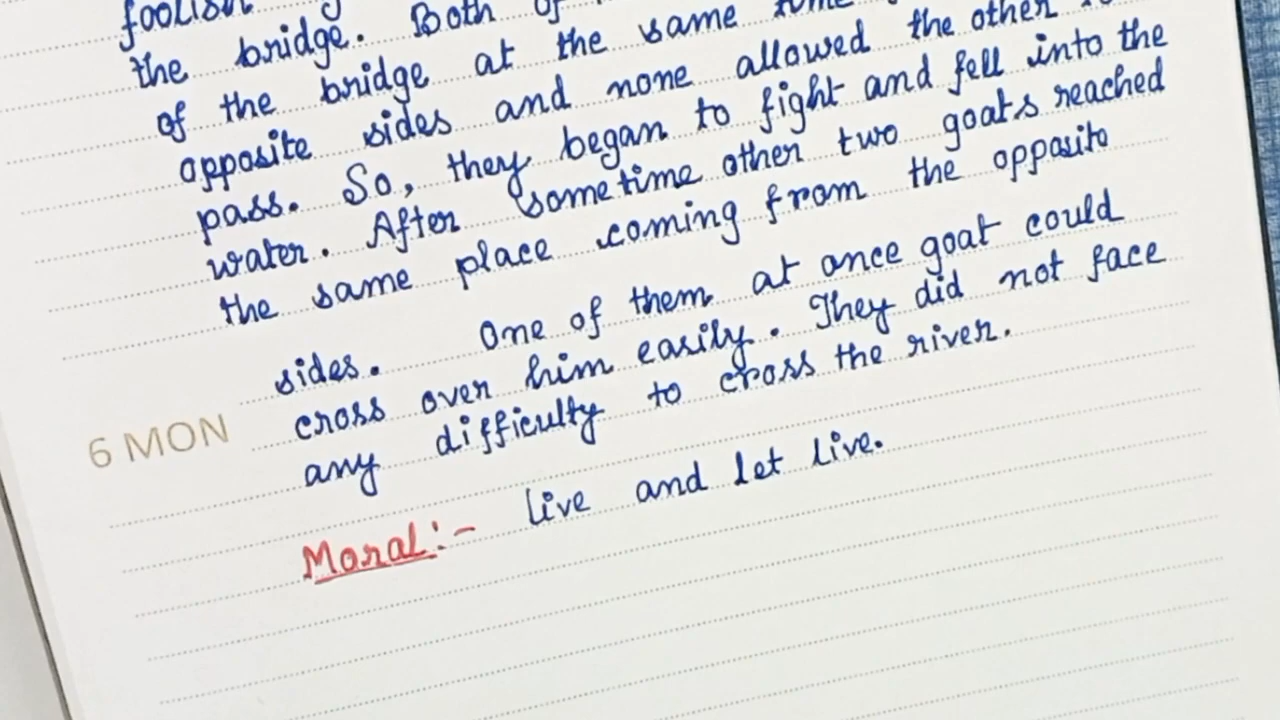 foolish
the bridge. Both of
of the bridge at the same time
opposite sides and none allowed the other to
pass. So, they began to fight and fell into the
water. After sometime other two goats reached
the same place coming from the opposite
sides. One of them at once goat could
cross over him easily. They did not face
any difficulty to cross the river.
6 MON
Moral:- live and let live.